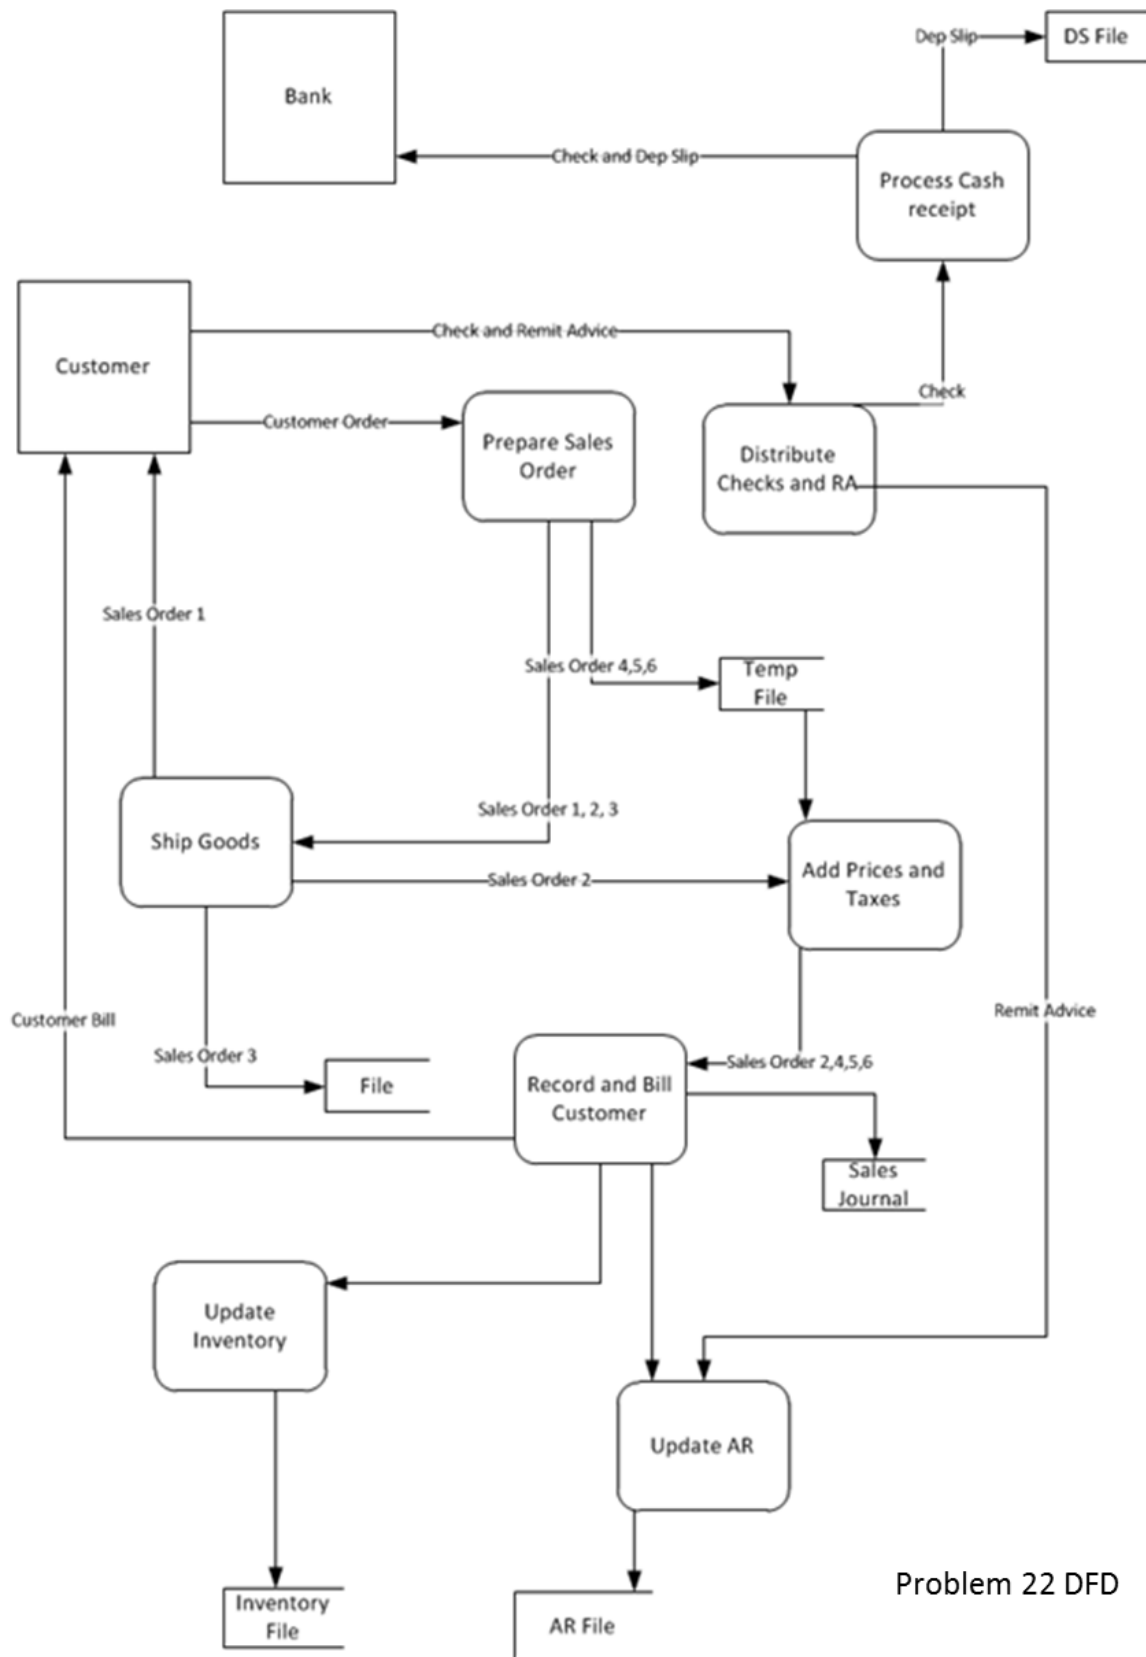 Dep Slip
DS File
Bank
Check and Dep Slip
Process Cash
receipt
Check and Remit Advice
Customer
Check
Customer Order
Prepare Sales
Order
Distribute
Checks and RA
Sales Order 1
Sales Order 4,5,6
Temp
File
Sales Order 1, 2, 3
Ship Goods
Add Prices and
Taxes
Sales Order 2
Customer Bill
Remit Advice
Sales Order 3
File
Record and Bill
Customer
Sales Order 2,4,5,6
Sales
Journal
Update
Inventory
Update AR
Inventory
File
AR File
Problem 22 DFD